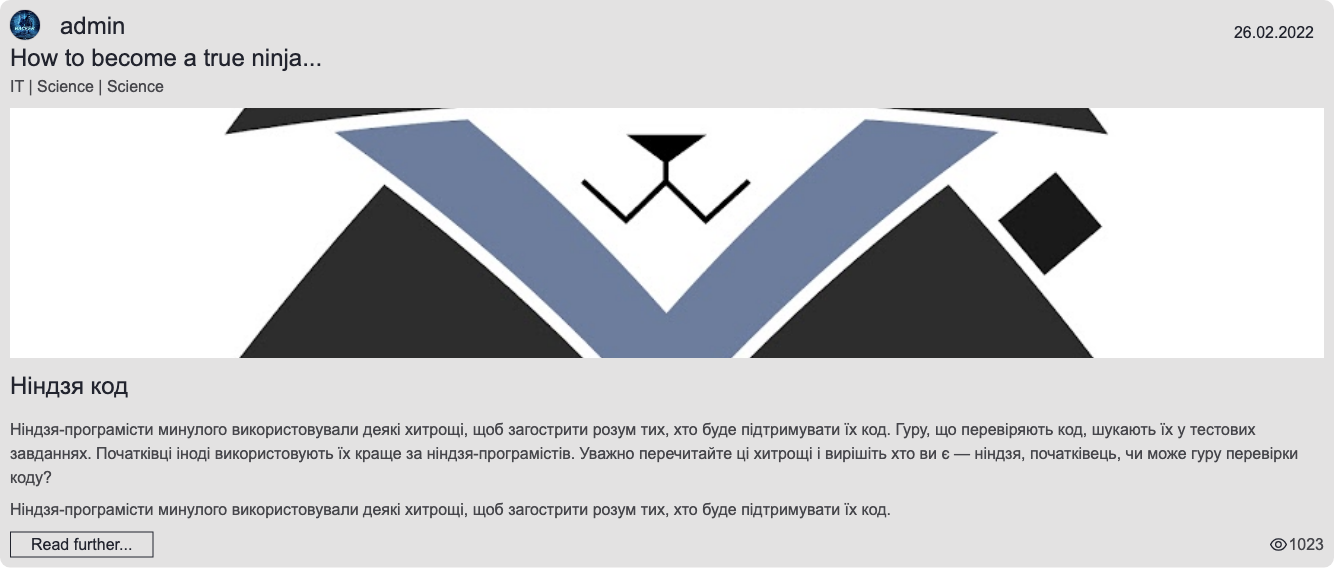 admin
26.02.2022
How to become a true ninja...
IT | Science | Science
Ніндзя код
Ніндзя-програмісти минулого використовували деякі хитрощі, щоб загострити розум тих, хто буде підтримувати їх код. Гуру, що перевіряють код, шукають їх у тестових
завданнях. Початківці іноді використовують їх краще за ніндзя-програмістів. Уважно перечитайте ці хитрощі і вирішіть хто ви є — ніндзя, початківець, чи може гуру перевірки
коду?
Ніндзя-програмісти минулого використовували деякі хитрощі, щоб загострити розум тих, хто буде підтримувати їх код.
Read further...
1023